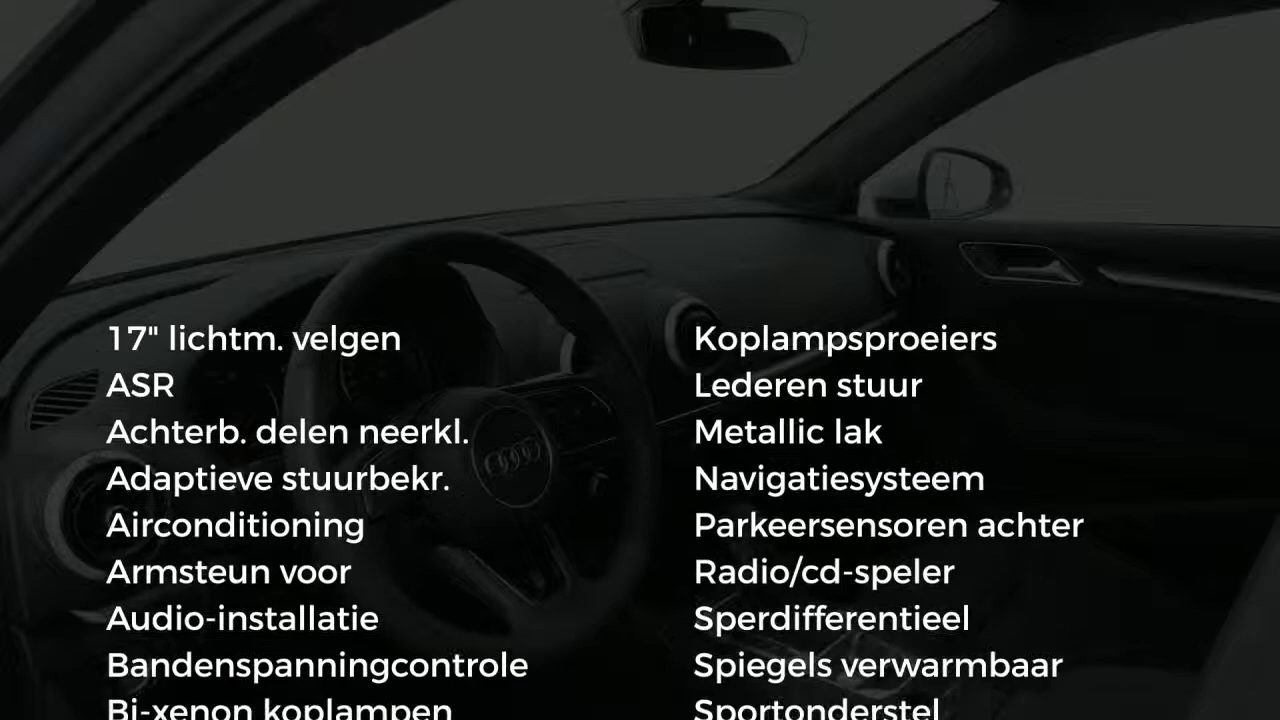 17" lichtm. velgen
ASR
Achterb. delen neerkl.
Adaptieve stuurbekr.
Airconditioning
Armsteun voor
Audio-installatie
Bandenspanningcontrole
Bi-xenon koplampen
Koplampsproeiers
Lederen stuur
Metallic lak
Navigatiesysteem
Parkeersensoren achter
Radio/cd-speler
Sperdifferentieel
Spiegels verwarmbaar
Sportonderstel